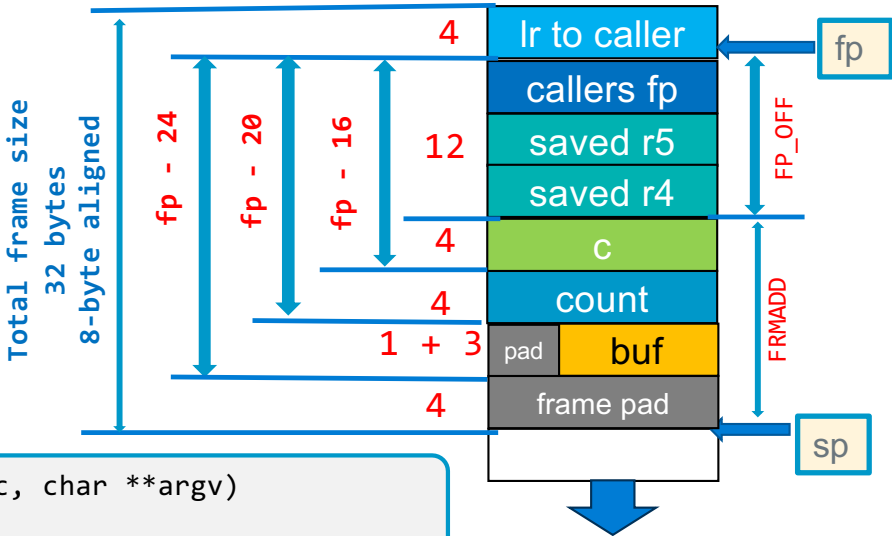 Total frame size
32 bytes
8-byte aligned
fp - 24
fp - 20
fp - 16
4
12
4
4
1 + 3
4
lr to caller
callers fp
saved r5
saved r4
c
count
pad
buf
frame pad
fp
FP_OFF
FRMADD
sp
c, char **argv)